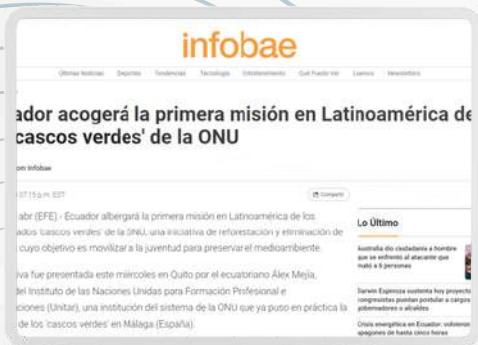 infobae
Últimas Noticias Deportes Tendencias Tecnología Entretenimiento Qué Puedo Ver Leamos Newsletters
ador acogerá la primera misión en Latinoamérica de
cascos verdes' de la ONU
om Infobae
07:15 p.m. EST
Compartir
abr (EFE).- Ecuador albergará la primera misión en Latinoamérica de los
ados 'cascos verdes' de la ONU, una iniciativa de reforestación y eliminación de
cuyo objetivo es movilizar a la juventud para preservar el medioambiente.
iva fue presentada este miércoles en Quito por el ecuatoriano Álex Mejía,
del Instituto de las Naciones Unidas para Formación Profesional e
ciones (Unitar), una institución del sistema de la ONU que ya puso en práctica la
de los 'cascos verdes' en Málaga (España).
Lo Último
Australia dio ciudadanía a hombre
que se enfrentó al atacante que
mató a 6 personas
Darwin Espinoza sustenta hoy proyecto
congresistas puedan postular a cargos
gobernadores o alcaldes
Crisis energética en Ecuador: volvieron
apagones de hasta cinco horas